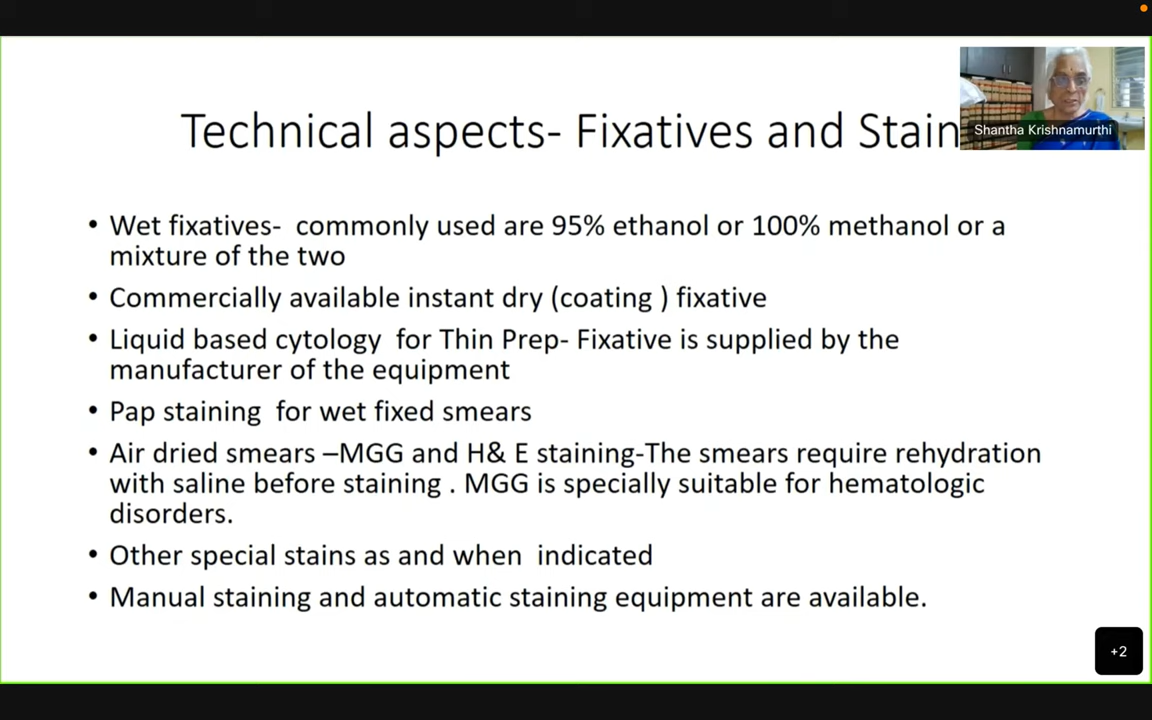 Technical aspects- Fixatives and Stain
Shantha Krishnamurthi
• Wet fixatives-  commonly used are 95% ethanol or 100% methanol or a
mixture of the two
• Commercially available instant dry (coating ) fixative
• Liquid based cytology  for Thin Prep- Fixative is supplied by the
manufacturer of the equipment
• Pap staining  for wet fixed smears
• Air dried smears –MGG and H& E staining-The smears require rehydration
with saline before staining . MGG is specially suitable for hematologic
disorders.
• Other special stains as and when  indicated
• Manual staining and automatic staining equipment are available.
+2